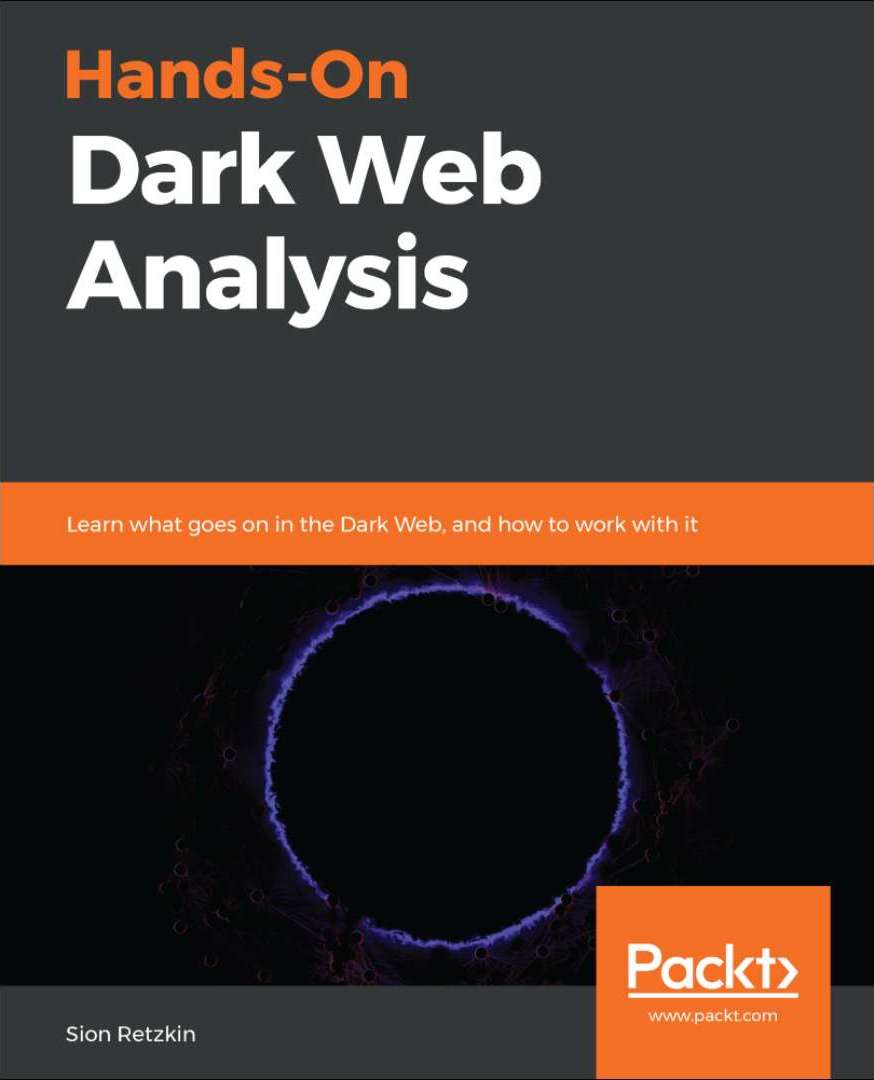 Hands-On
Dark Web
Analysis
Learn what goes on in the Dark Web, and how to work with it
Packt>
www.packt.com
Sion Retzkin